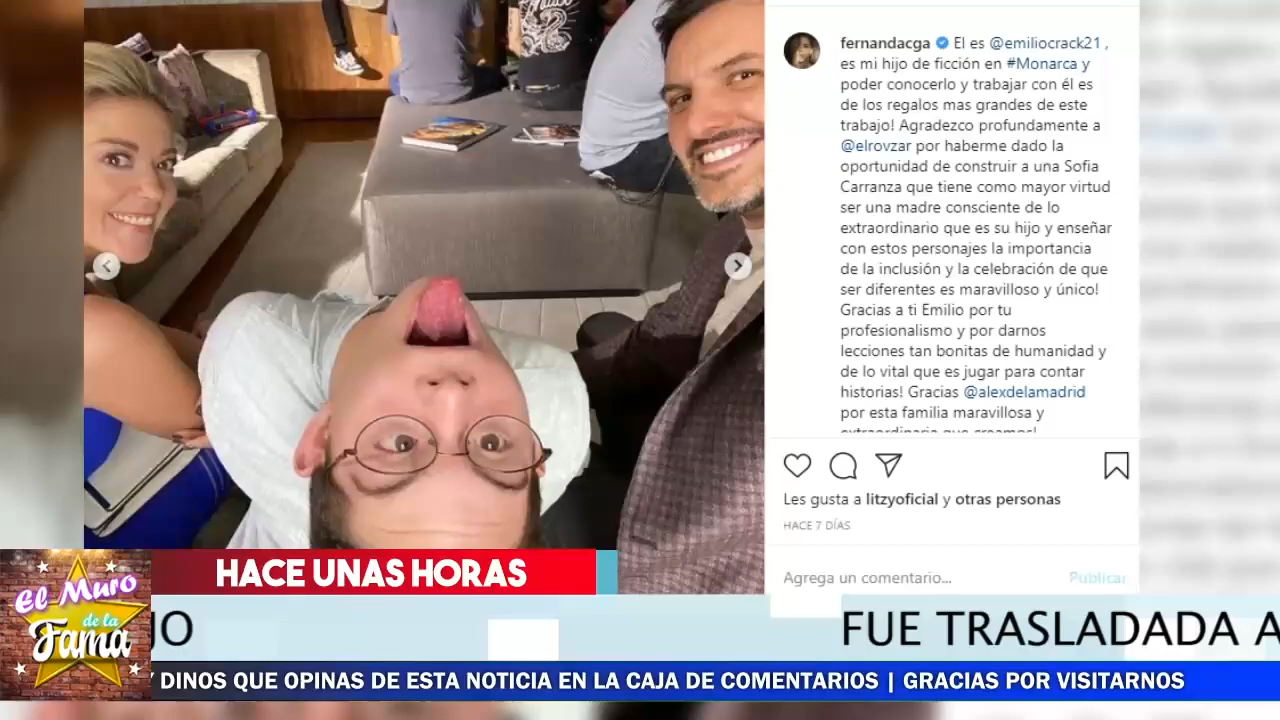 fernandacga El es @emiliocrack21 ,
es mi hijo de ficción en #Monarca y
poder conocerlo y trabajar con él es
de los regalos mas grandes de este
trabajo! Agradezco profundamente a
@elrovzar por haberme dado la
oportunidad de construir a una Sofia
Carranza que tiene como mayor virtud
ser una madre consciente de lo
extraordinario que es su hijo y enseñar
con estos personajes la importancia
de la inclusión y la celebración de que
ser diferentes es maravilloso y único!
Gracias a ti Emilio por tu
profesionalismo y por darnos
lecciones tan bonitas de humanidad y
de lo vital que es jugar para contar
historias! Gracias @alexdelamadrid
por esta familia maravillosa y
extraordinaria que creamos!
Les gusta a litzyoficial y otras personas
HACE 7 DÍAS
Agrega un comentario...
Publicar
HACE UNAS HORAS
El Muro
de la
Fama
JO FUE TRASLADADA A
Y DINOS QUE OPINAS DE ESTA NOTICIA EN LA CAJA DE COMENTARIOS | GRACIAS POR VISITARNOS